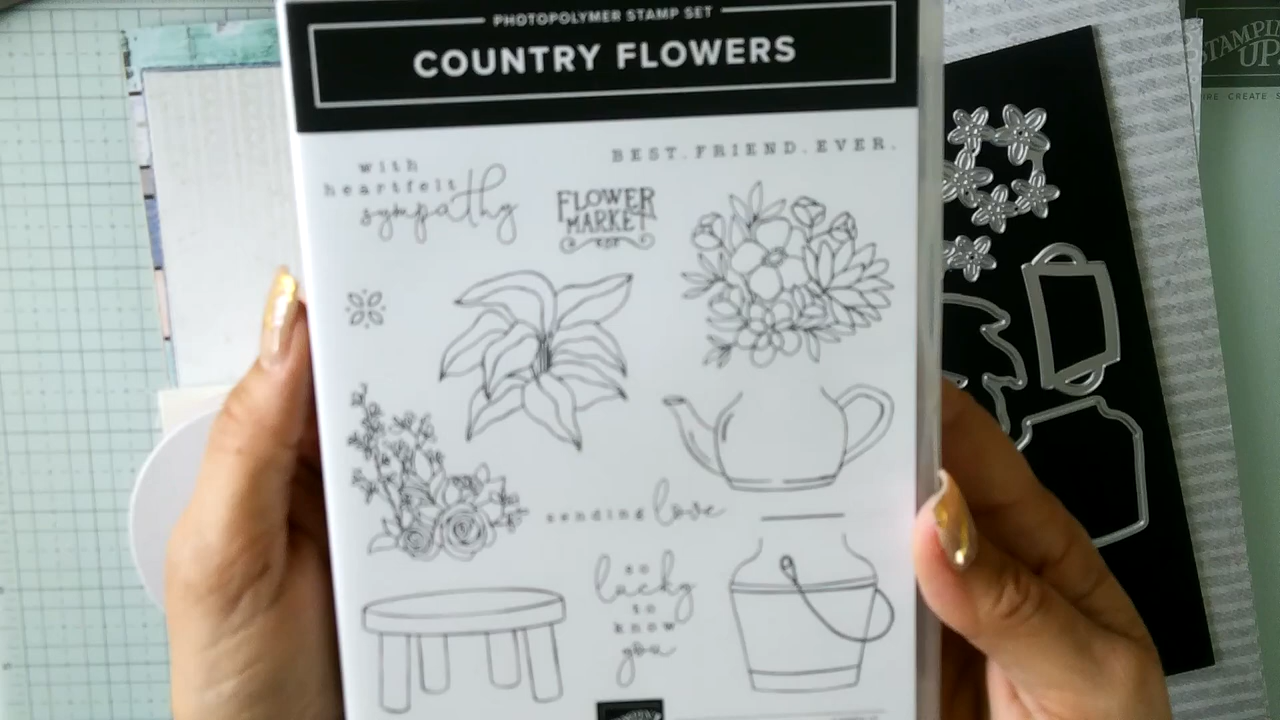 PHOTOPOLYMER STAMP SET
COUNTRY FLOWERS
BEST.FRIEND.EVER.
with
heartfelt
sympathy
FLOWER
MARKET
sending love
so
lucky
to
know
you
STAMPIN'
UP!
CREATE